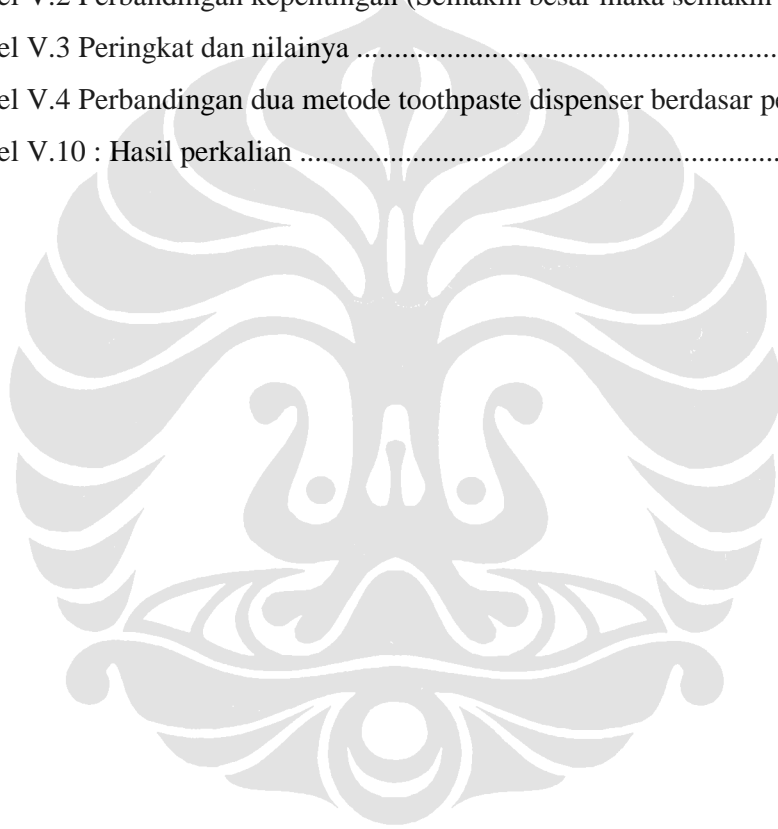 el V.2 Perbandingan kepentingan (Semakin besar maka semakin
el V.3 Peringkat dan nilainya ....................................................................
el V.4 Perbandingan dua metode toothpaste dispenser berdasar pe
el V.10 : Hasil perkalian ..............................................................................